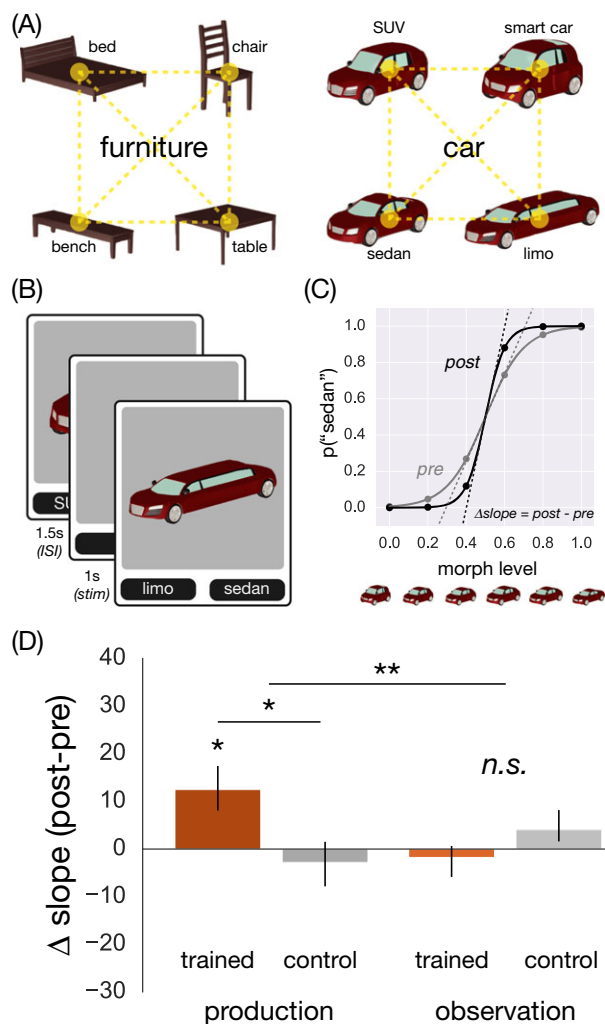 (A)
bed
chair
furniture
bench
table
SUV
smart car
car
sedan
limo
(B)
1.5s
(ISI)
1s
(stim)
limo
sedan
(C)
p("sedan")
1.0
0.8
0.6
0.4
0.2
0.0
post
pre
Δslope = post - pre
0.0 0.2 0.4 0.6 0.8 1.0
morph level
(D)
Δ slope (post-pre)
40
30
20
10
0
−10
−20
−30
*
*
**
n.s.
trained control trained control
production observation